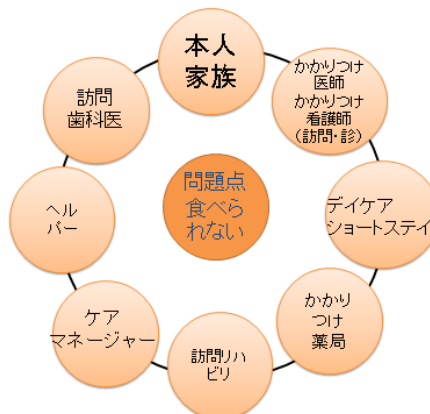 本人
家族
かかりつけ
医師
かかりつけ
看護師
(訪問・診)
デイケア
ショートステイ
かかり
つけ
薬局
訪問リハ
ビリ
ケア
マネージャー
ヘル
パー
訪問
歯科医
問題点
食べら
れない